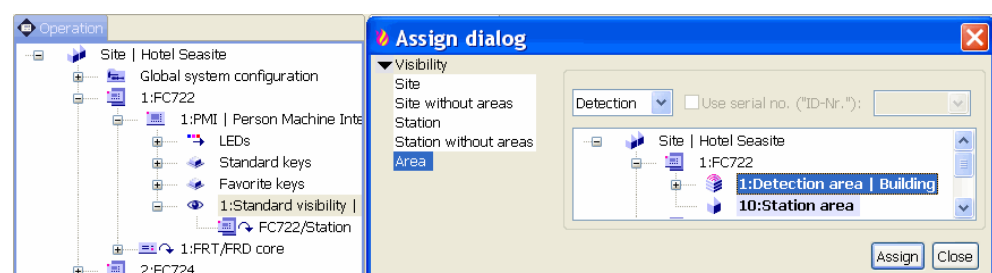 Operation
Site | Hotel Seasite
Global system configuration
1:FC722
1:PMI | Person Machine Inte
LEDs
Standard keys
Favorite keys
1:Standard visibility |
FC722/Station
1:FRT/FRD core
2:FC724
Assign dialog
Visibility
Site
Site without areas
Station
Station without areas
Area
Detection
Use serial no. ("ID-Nr."):
Site | Hotel Seasite
1:FC722
1:Detection area | Building
10:Station area
Assign
Close